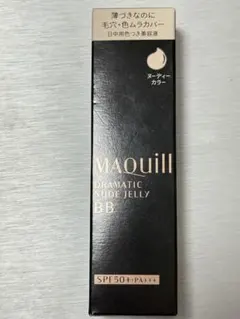 薄づきなのに
毛穴・色ムラカバー
日中用色つき美容液
ヌーディー
カラー
MAQuill
DRAMATIC
NUDE JELLY
BB
SPF50+・PA+++